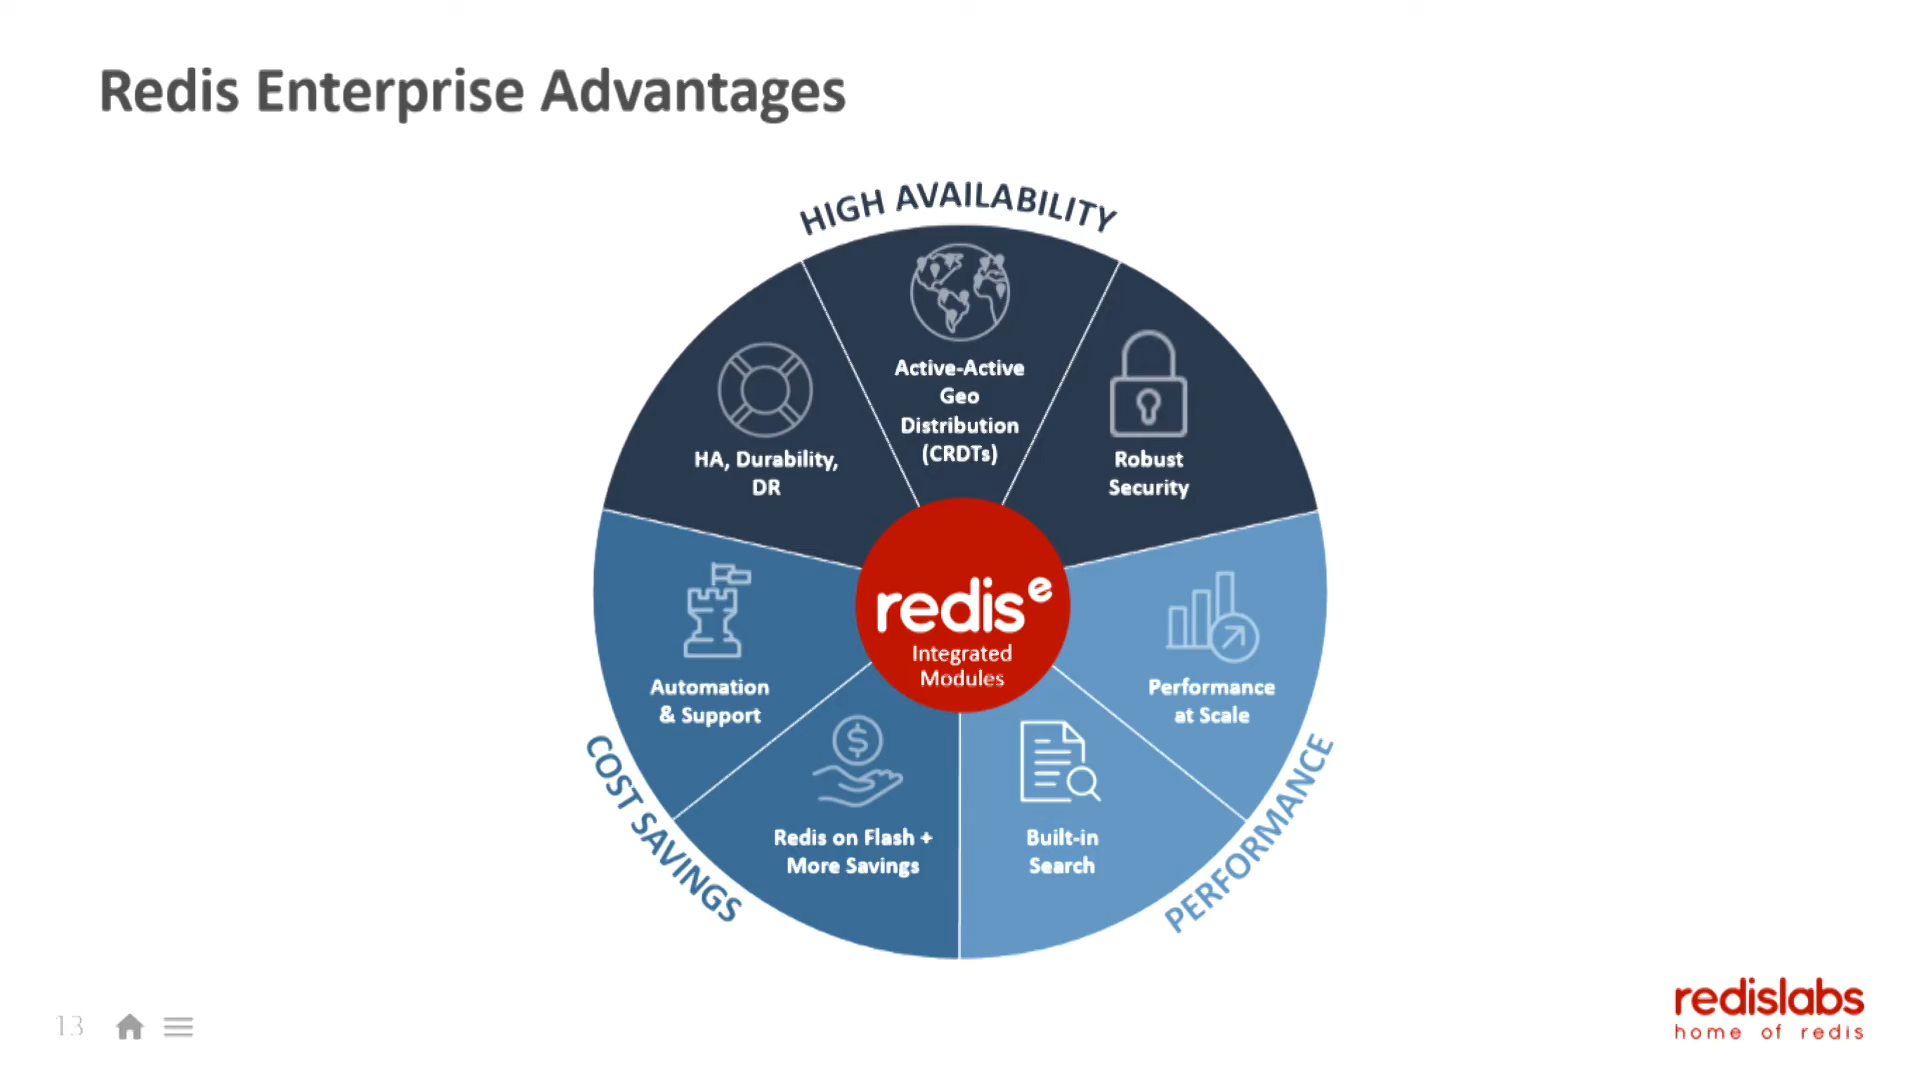 Redis Enterprise Advantages
HIGH AVAILABILITY
Active-Active
Geo
Distribution
(CRDTs)
HA, Durability,
DR
Robust
Security
redis e
Integrated
Modules
Automation
& Support
Performance
at Scale
$
Redis on Flash +
More Savings
Built-in
Search
COST SAVINGS
PERFORMANCE
13
redislabs
home of redis